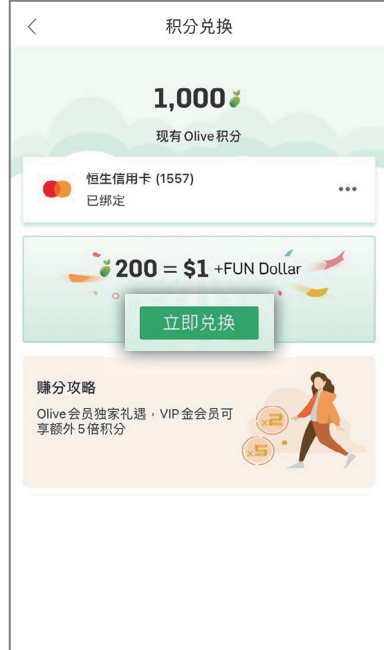 积分兑换
1,000
现有Olive积分
恒生信用卡 (1557)
已绑定
200 = $1 +FUN Dollar
立即兑换
赚分攻略
Olive会员独家礼遇，VIP金会员可
享额外5倍积分
x2
x5